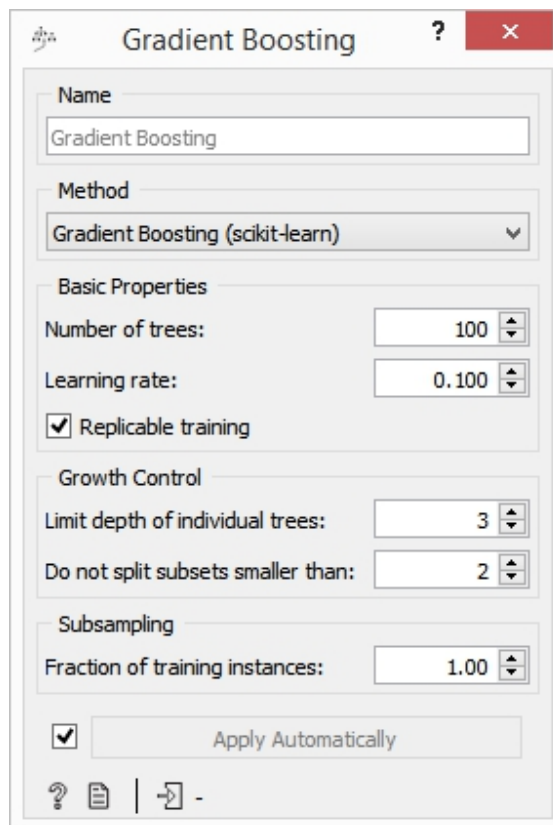 Gradient Boosting ? ×
Name
Gradient Boosting
Method
Gradient Boosting (scikit-learn)
Basic Properties
Number of trees: 100
Learning rate: 0.100
Replicable training
Growth Control
Limit depth of individual trees: 3
Do not split subsets smaller than: 2
Subsampling
Fraction of training instances: 1.00
Apply Automatically
? | -